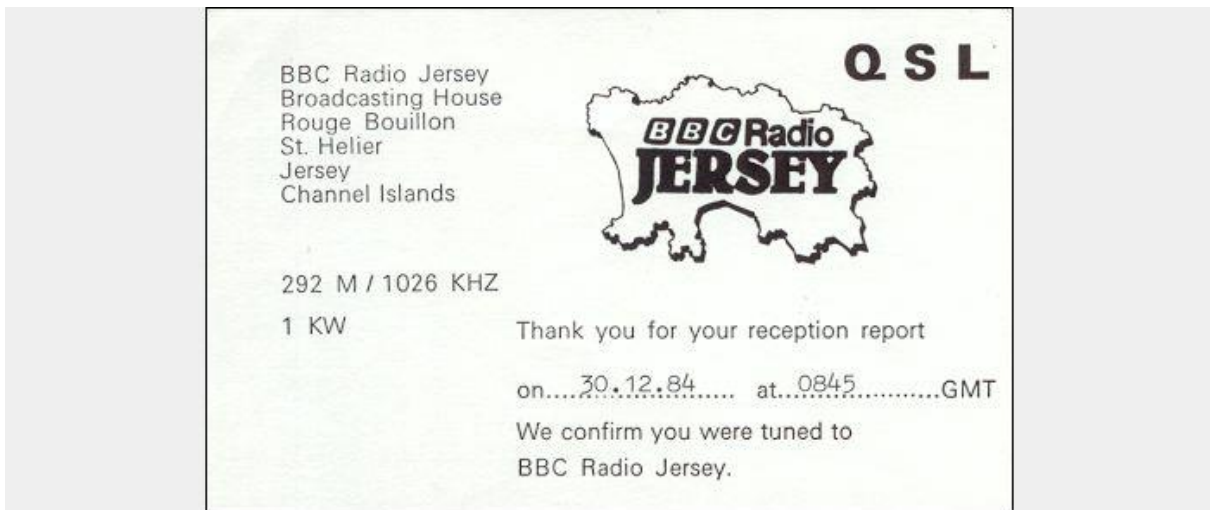 QSL
BBC Radio Jersey
Broadcasting House
Rouge Bouillon
St. Helier
Jersey
Channel Islands
BBC Radio
JERSEY
292 M / 1026 KHZ
1 KW
Thank you for your reception report
on....30.12.84...... at...0845...........GMT
We confirm you were tuned to
BBC Radio Jersey.